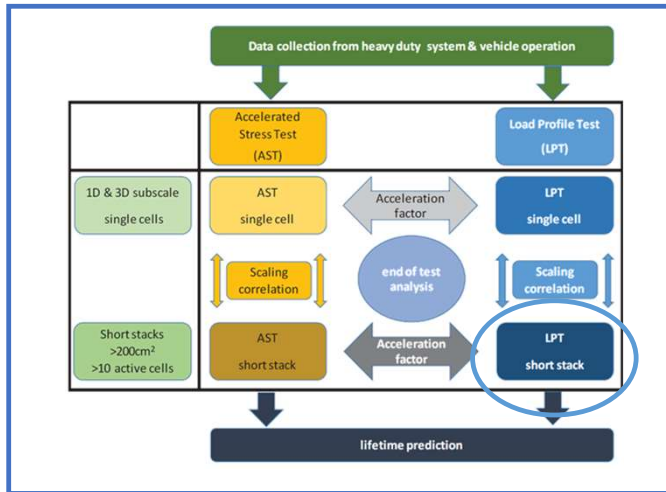 Data collection from heavy duty system & vehicle operation
Accelerated
Stress Test
(AST)
Load Profile Test
(LPT)
1D & 3D subscale
single cells
AST
single cell
Acceleration
factor
LPT
single cell
Scaling
correlation
end of test
analysis
Scaling
correlation
Short stacks
>200cm²
>10 active cells
AST
short stack
Acceleration
factor
LPT
short stack
lifetime prediction